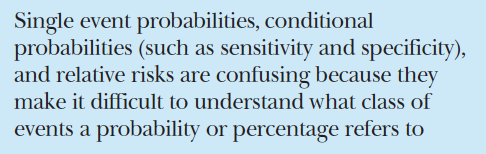 Single event probabilities, conditional
probabilities (such as sensitivity and specificity),
and relative risks are confusing because they
make it difficult to understand what class of
events a probability or percentage refers to